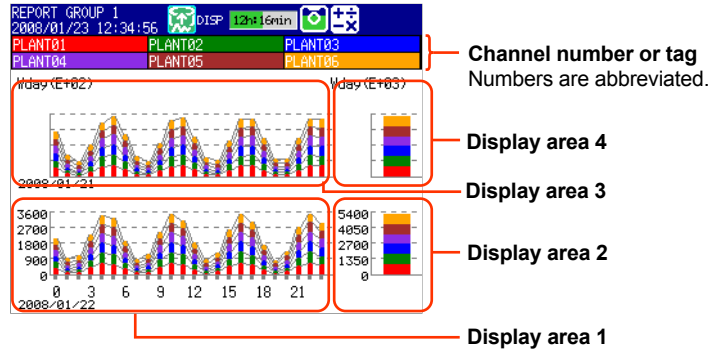 REPORT GROUP 1
2008/01/23 12:34:56
DISP
12h:16min
PLANT01 PLANT02 PLANT03
PLANT04 PLANT05 PLANT06
Channel number or tag
Numbers are abbreviated.
Wday(E+02)
Wday(E+03)
Display area 4
Display area 3
2008/01/21
3600
2700
1800
900
0
0 3 6 9 12 15 18 21
2008/01/22
5400
4050
2700
1350
0
Display area 2
Display area 1